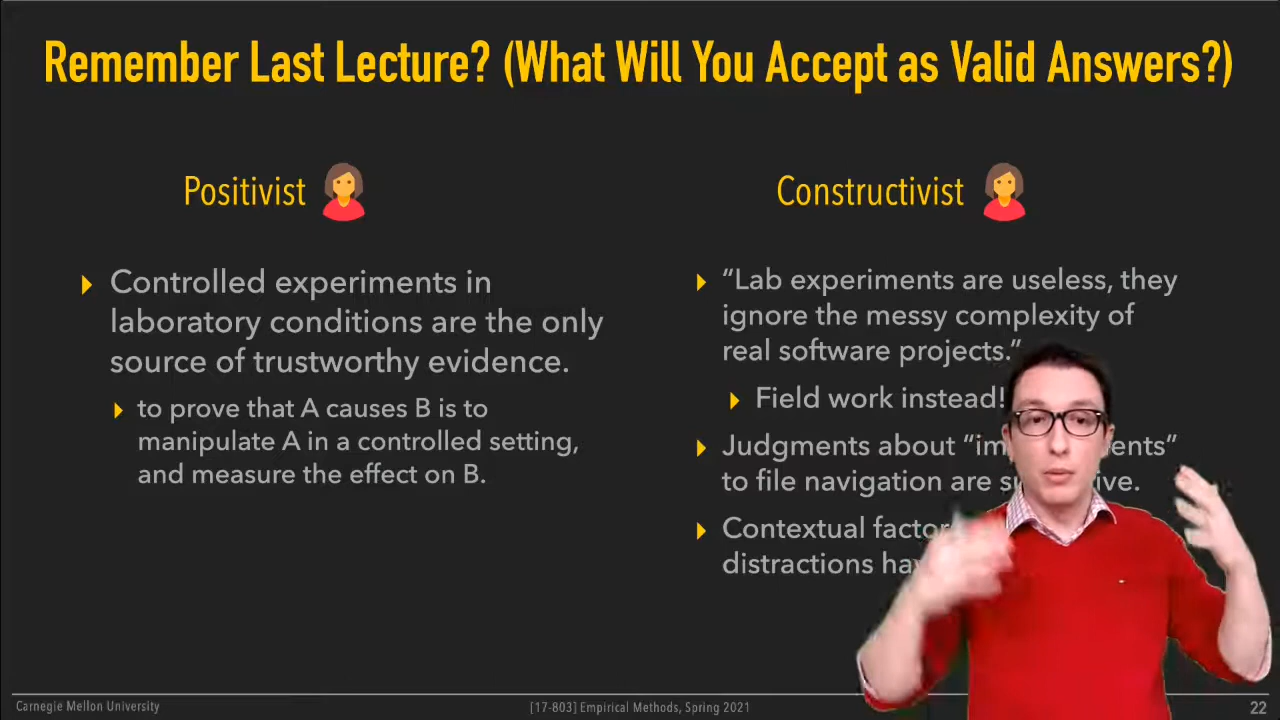 Remember Last Lecture? (What Will You Accept as Valid Answers?)
Positivist
Controlled experiments in
laboratory conditions are the only
source of trustworthy evidence.
to prove that A causes B is to
manipulate A in a controlled setting,
and measure the effect on B.
Constructivist
“Lab experiments are useless, they
ignore the messy complexity of
real software projects.”
Field work instead!
Judgments about
to file navigation are
Contextual
distractions
Carnegie Mellon University
[17-803] Empirical Methods, Spring 2021
22